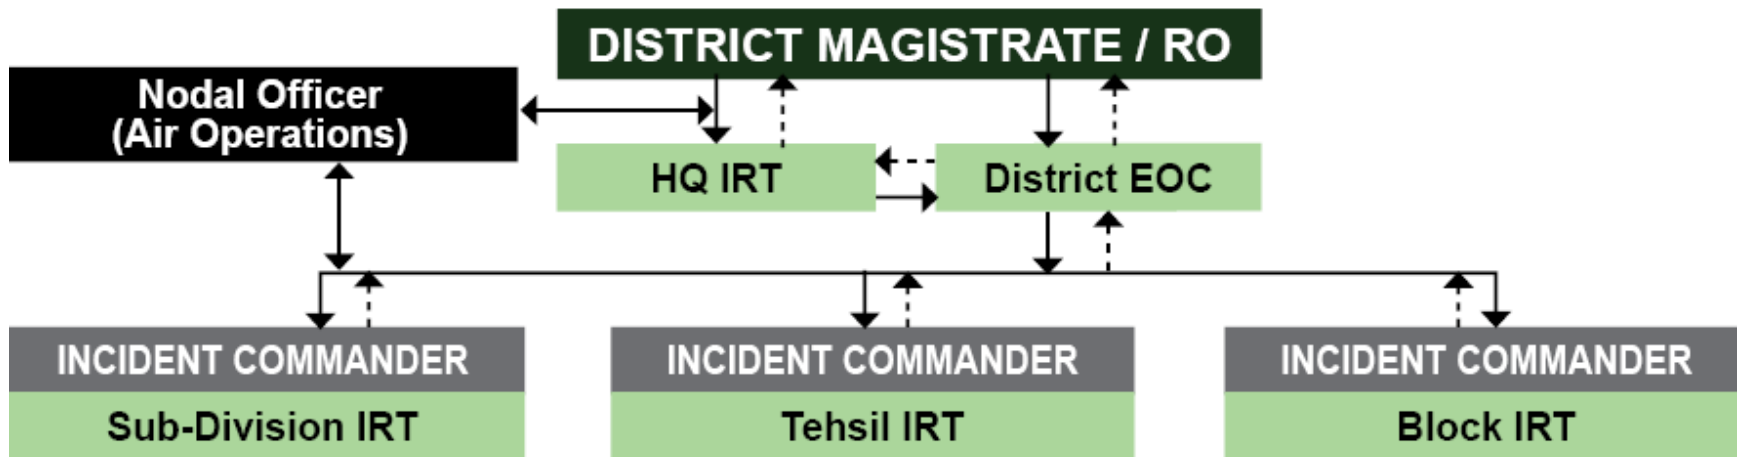 DISTRICT MAGISTRATE / RO
Nodal Officer
(Air Operations)
HQ IRT
District EOC
INCIDENT COMMANDER
Sub-Division IRT
INCIDENT COMMANDER
Tehsil IRT
INCIDENT COMMANDER
Block IRT